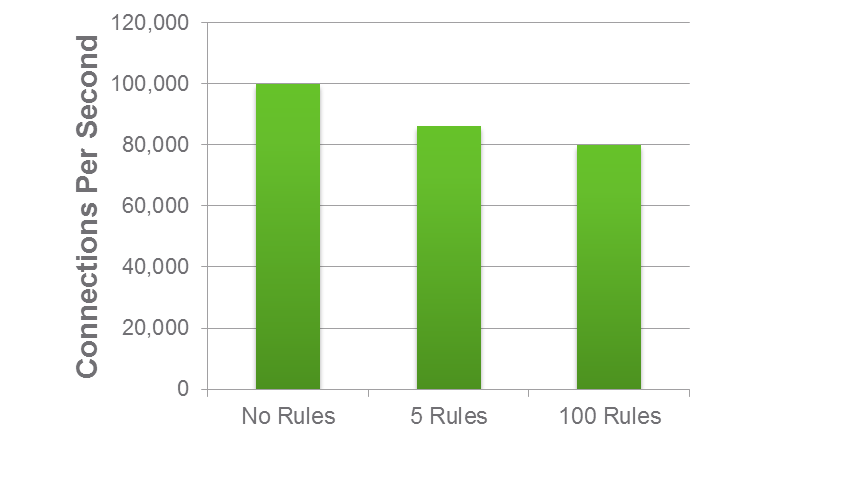 Connections Per Second
120,000
100,000
80,000
60,000
40,000
20,000
0
No Rules
5 Rules
100 Rules